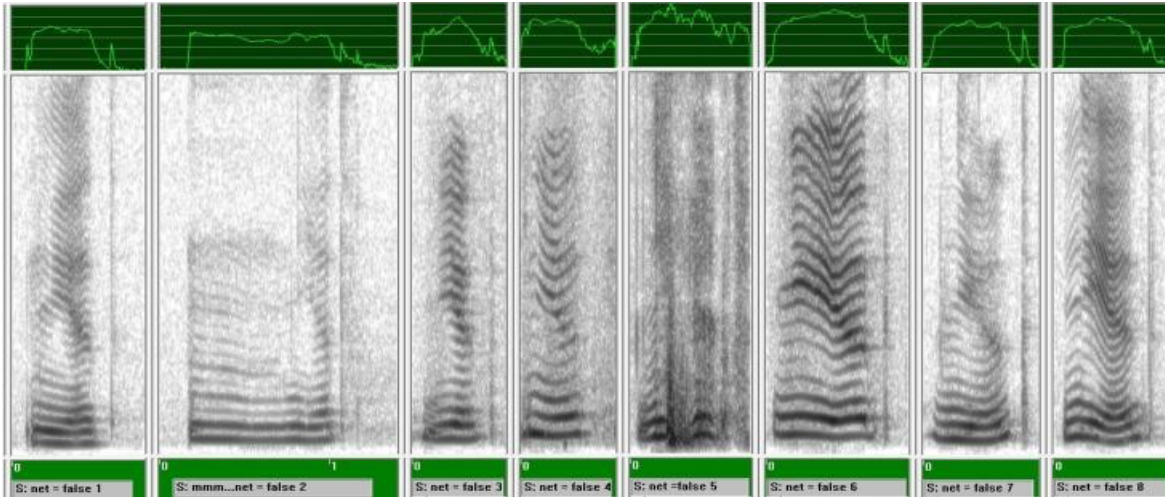 '0
'0
'1
'0
'0
'0
'0
'0
'0
S: net = false 1
S: mmm...net = false 2
S: net = false 3
S: net = false 4
S: net =false 5
S: net = false 6
S: net = false 7
S: net = false 8